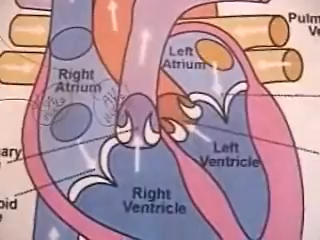 Pulm
Ve
Left
Atrium
Right
Atrium
ary
Left
Ventricle
oid
Right
Ventricle